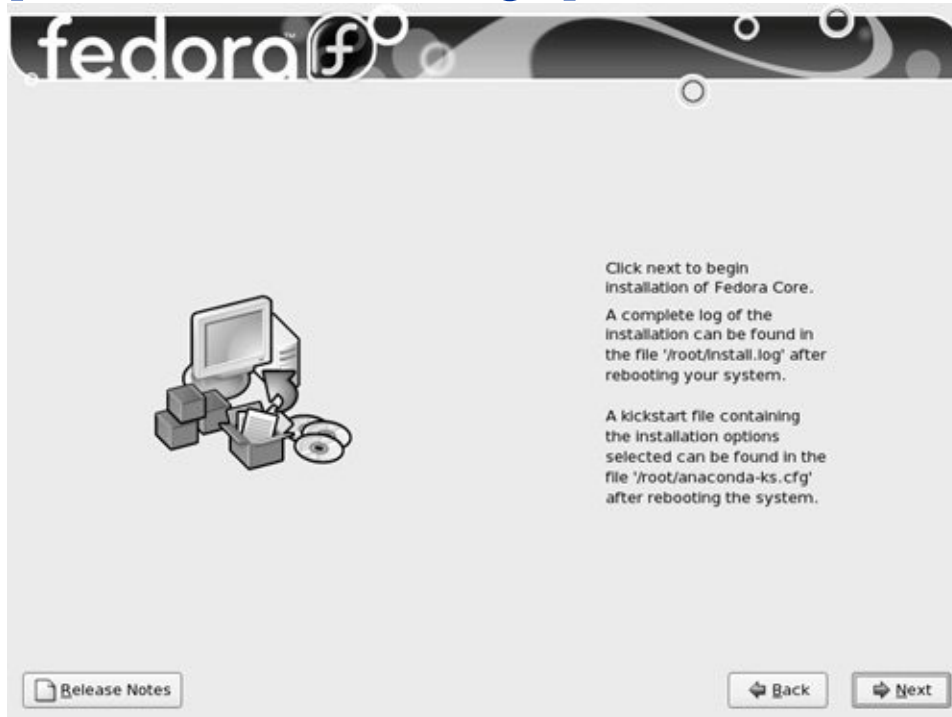 fedora f
Click next to begin
installation of Fedora Core.
A complete log of the
installation can be found in
the file '/root/install.log' after
rebooting your system.
A kickstart file containing
the installation options
selected can be found in the
file '/root/anaconda-ks.cfg'
after rebooting the system.
Release Notes
Back
Next